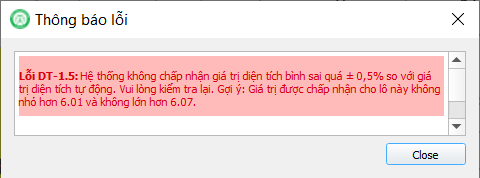 Thông báo lỗi
Lỗi DT-1.5: Hệ thống không chấp nhận giá trị diện tích bình sai quá ± 0,5% so với giá
trị diện tích tự động. Vui lòng kiểm tra lại. Gợi ý: Giá trị được chấp nhận cho lô này không
nhỏ hơn 6.01 và không lớn hơn 6.07.
Close